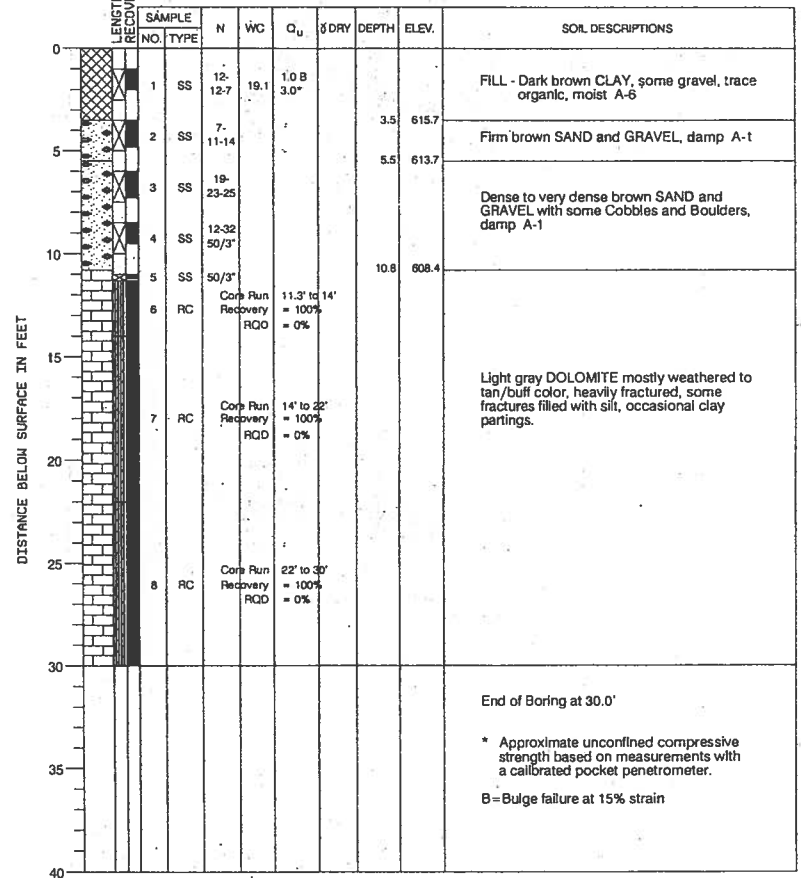 LENGTH
RECOVE
SAMPLE
NO. TYPE
N
WC
Qu
γ DRY
DEPTH
ELEV.
SOIL DESCRIPTIONS
0
1 SS 12- 19.1 1.0 B
12-7 3.0*
FILL - Dark brown CLAY, some gravel, trace
organic, moist A-6
3.5 615.7
2 SS 7-
11-14
Firm brown SAND and GRAVEL, damp A-1
5
5.5 613.7
3 SS 19-
23-25
Dense to very dense brown SAND and
GRAVEL with some Cobbles and Boulders,
damp A-1
4 SS 12-32
50/3"
10
10.8 608.4
5 SS 50/3"
6 RC Core Run 11.3' to 14'
Recovery = 100%
RQD = 0%
15
Light gray DOLOMITE mostly weathered to
tan/buff color, heavily fractured, some
fractures filled with silt, occasional clay
partings.
7 RC Core Run 14' to 22'
Recovery = 100%
RQD = 0%
20
25
8 RC Core Run 22' to 30'
Recovery = 100%
RQD = 0%
30
End of Boring at 30.0'
* Approximate unconfined compressive
strength based on measurements with
a calibrated pocket penetrometer.
B=Bulge failure at 15% strain
35
40
DISTANCE BELOW SURFACE IN FEET